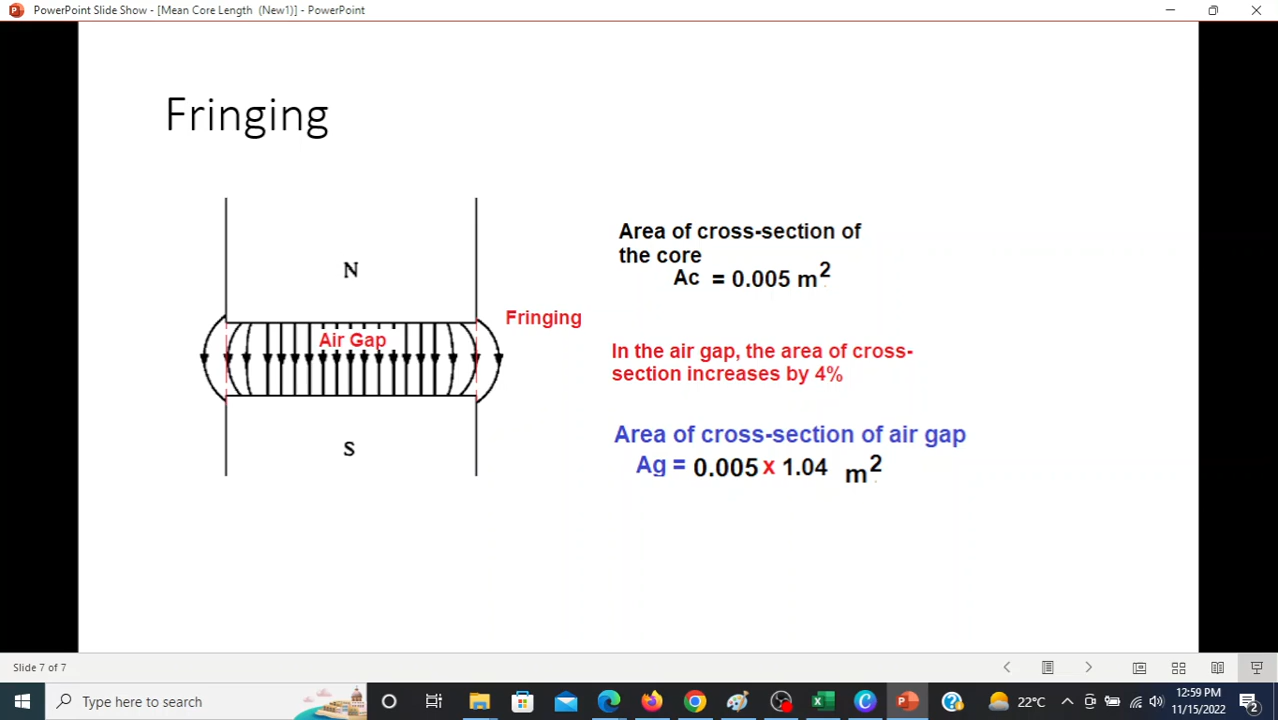 PowerPoint Slide Show - [Mean Core Length  (New1)] - PowerPoint
Fringing
N
Air Gap
Fringing
S
Area of cross-section of
the core
Ac = 0.005 m²
In the air gap, the area of cross-
section increases by 4%
Area of cross-section of air gap
Ag = 0.005 x 1.04 m²
Slide 7 of 7
Type here to search
22°C
12:59 PM
11/15/2022
2